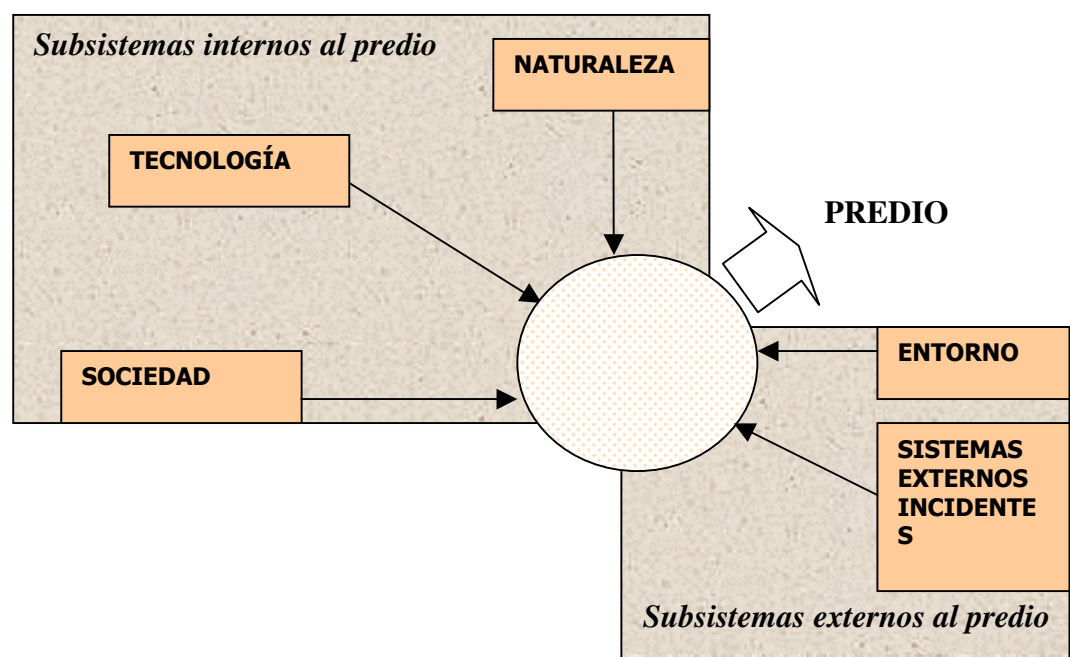 Subsistemas internos al predio
NATURALEZA
TECNOLOGÍA
PREDIO
SOCIEDAD
ENTORNO
SISTEMAS
EXTERNOS
INCIDENTE
S
Subsistemas externos al predio